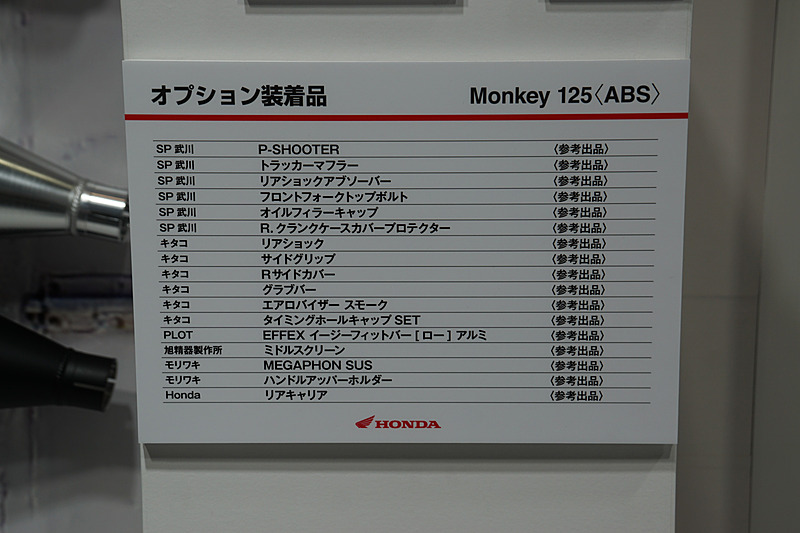 オプション装着品 Monkey 125〈ABS〉
SP 武川 P-SHOOTER 〈参考出品〉
SP 武川 トラッカーマフラー 〈参考出品〉
SP 武川 リアショックアブソーバー 〈参考出品〉
SP 武川 フロントフォークトップボルト 〈参考出品〉
SP 武川 オイルフィラーキャップ 〈参考出品〉
SP 武川 R. クランクケースカバープロテクター 〈参考出品〉
キタコ リアショック 〈参考出品〉
キタコ サイドグリップ 〈参考出品〉
キタコ Rサイドカバー 〈参考出品〉
キタコ グラブバー 〈参考出品〉
キタコ エアロバイザー スモーク 〈参考出品〉
キタコ タイミングホールキャップ SET 〈参考出品〉
PLOT EFFEX イージーフィットバー [ロー] アルミ 〈参考出品〉
旭精器製作所 ミドルスクリーン 〈参考出品〉
モリワキ MEGAPHON SUS 〈参考出品〉
モリワキ ハンドルアッパーホルダー 〈参考出品〉
Honda リアキャリア 〈参考出品〉
HONDA